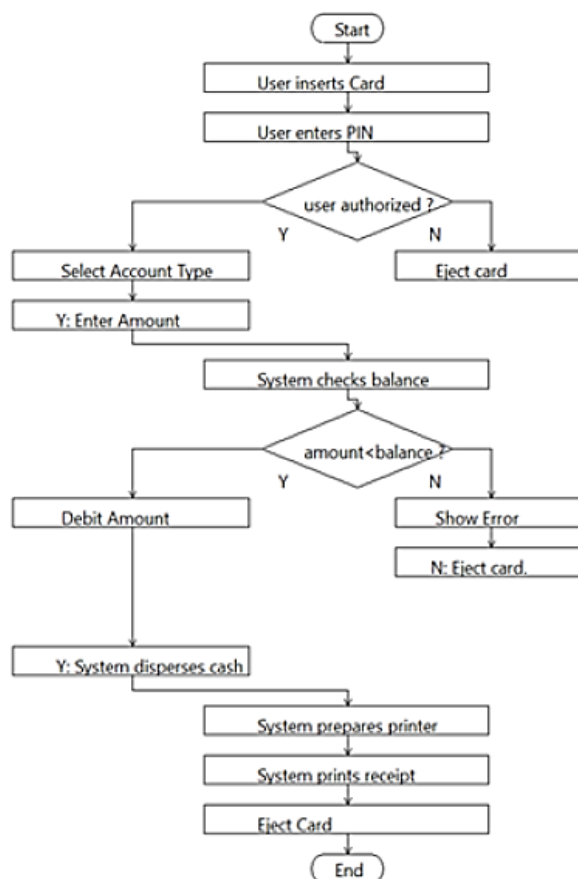 Start
User inserts Card
User enters PIN
user authorized ?
Y
N
Select Account Type
Eject card
Y: Enter Amount
System checks balance
amount<balance ?
Y
N
Debit Amount
Show Error
N: Eject card.
Y: System disperses cash
System prepares printer
System prints receipt
Eject Card
End